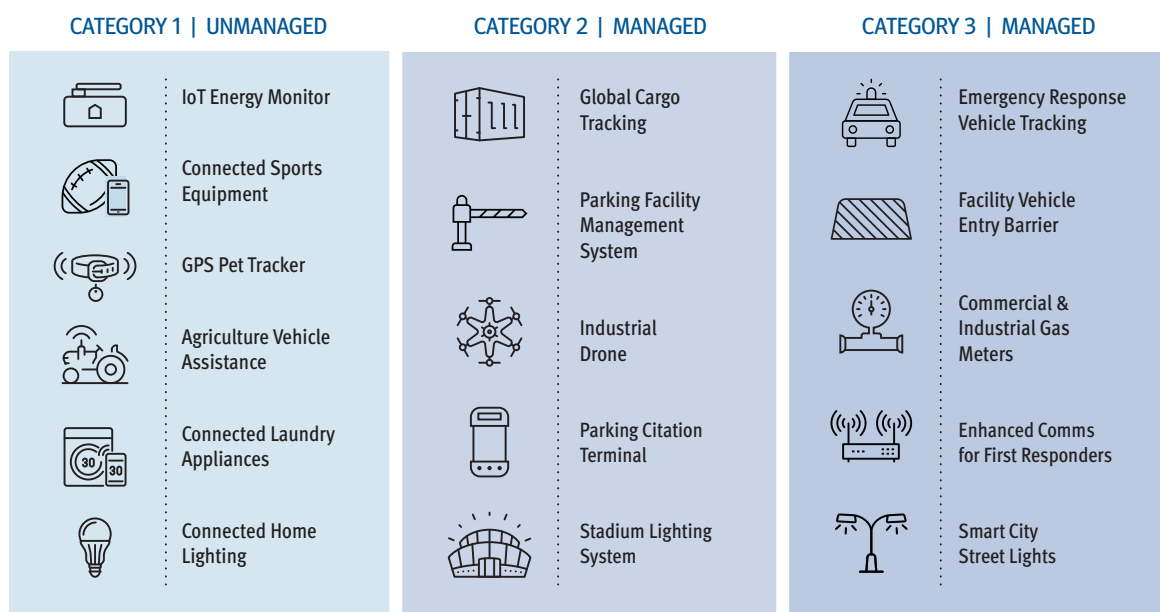 CATEGORY 1 | UNMANAGED
IoT Energy Monitor
Connected Sports
Equipment
GPS Pet Tracker
Agriculture Vehicle
Assistance
30
30
Connected Laundry
Appliances
Connected Home
Lighting
CATEGORY 2 | MANAGED
Global Cargo
Tracking
Parking Facility
Management
System
Industrial
Drone
Parking Citation
Terminal
Stadium Lighting
System
CATEGORY 3 | MANAGED
Emergency Response
Vehicle Tracking
Facility Vehicle
Entry Barrier
Commercial &
Industrial Gas
Meters
Enhanced Comms
for First Responders
Smart City
Street Lights